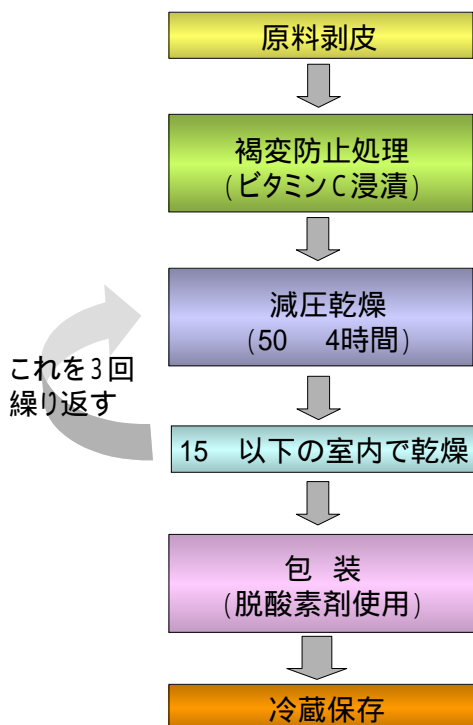 原料剥皮
褐変防止処理
(ビタミンC浸漬)
減圧乾燥
(50　4時間)
これを3回
繰り返す
15　以下の室内で乾燥
包　装
(脱酸素剤使用)
冷蔵保存